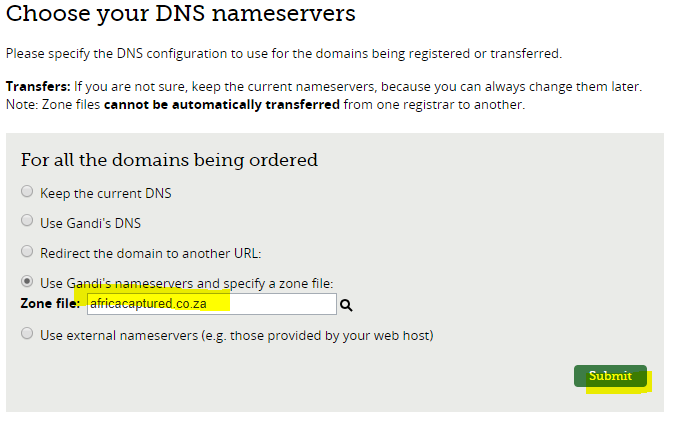 Choose your DNS nameservers
Please specify the DNS configuration to use for the domains being registered or transferred.
Transfers: If you are not sure, keep the current nameservers, because you can always change them later.
Note: Zone files cannot be automatically transferred from one registrar to another.
For all the domains being ordered
Keep the current DNS
Use Gandi's DNS
Redirect the domain to another URL:
Use Gandi's nameservers and specify a zone file:
Zone file: africacaptured.co.za
Use external nameservers (e.g. those provided by your web host)
Submit